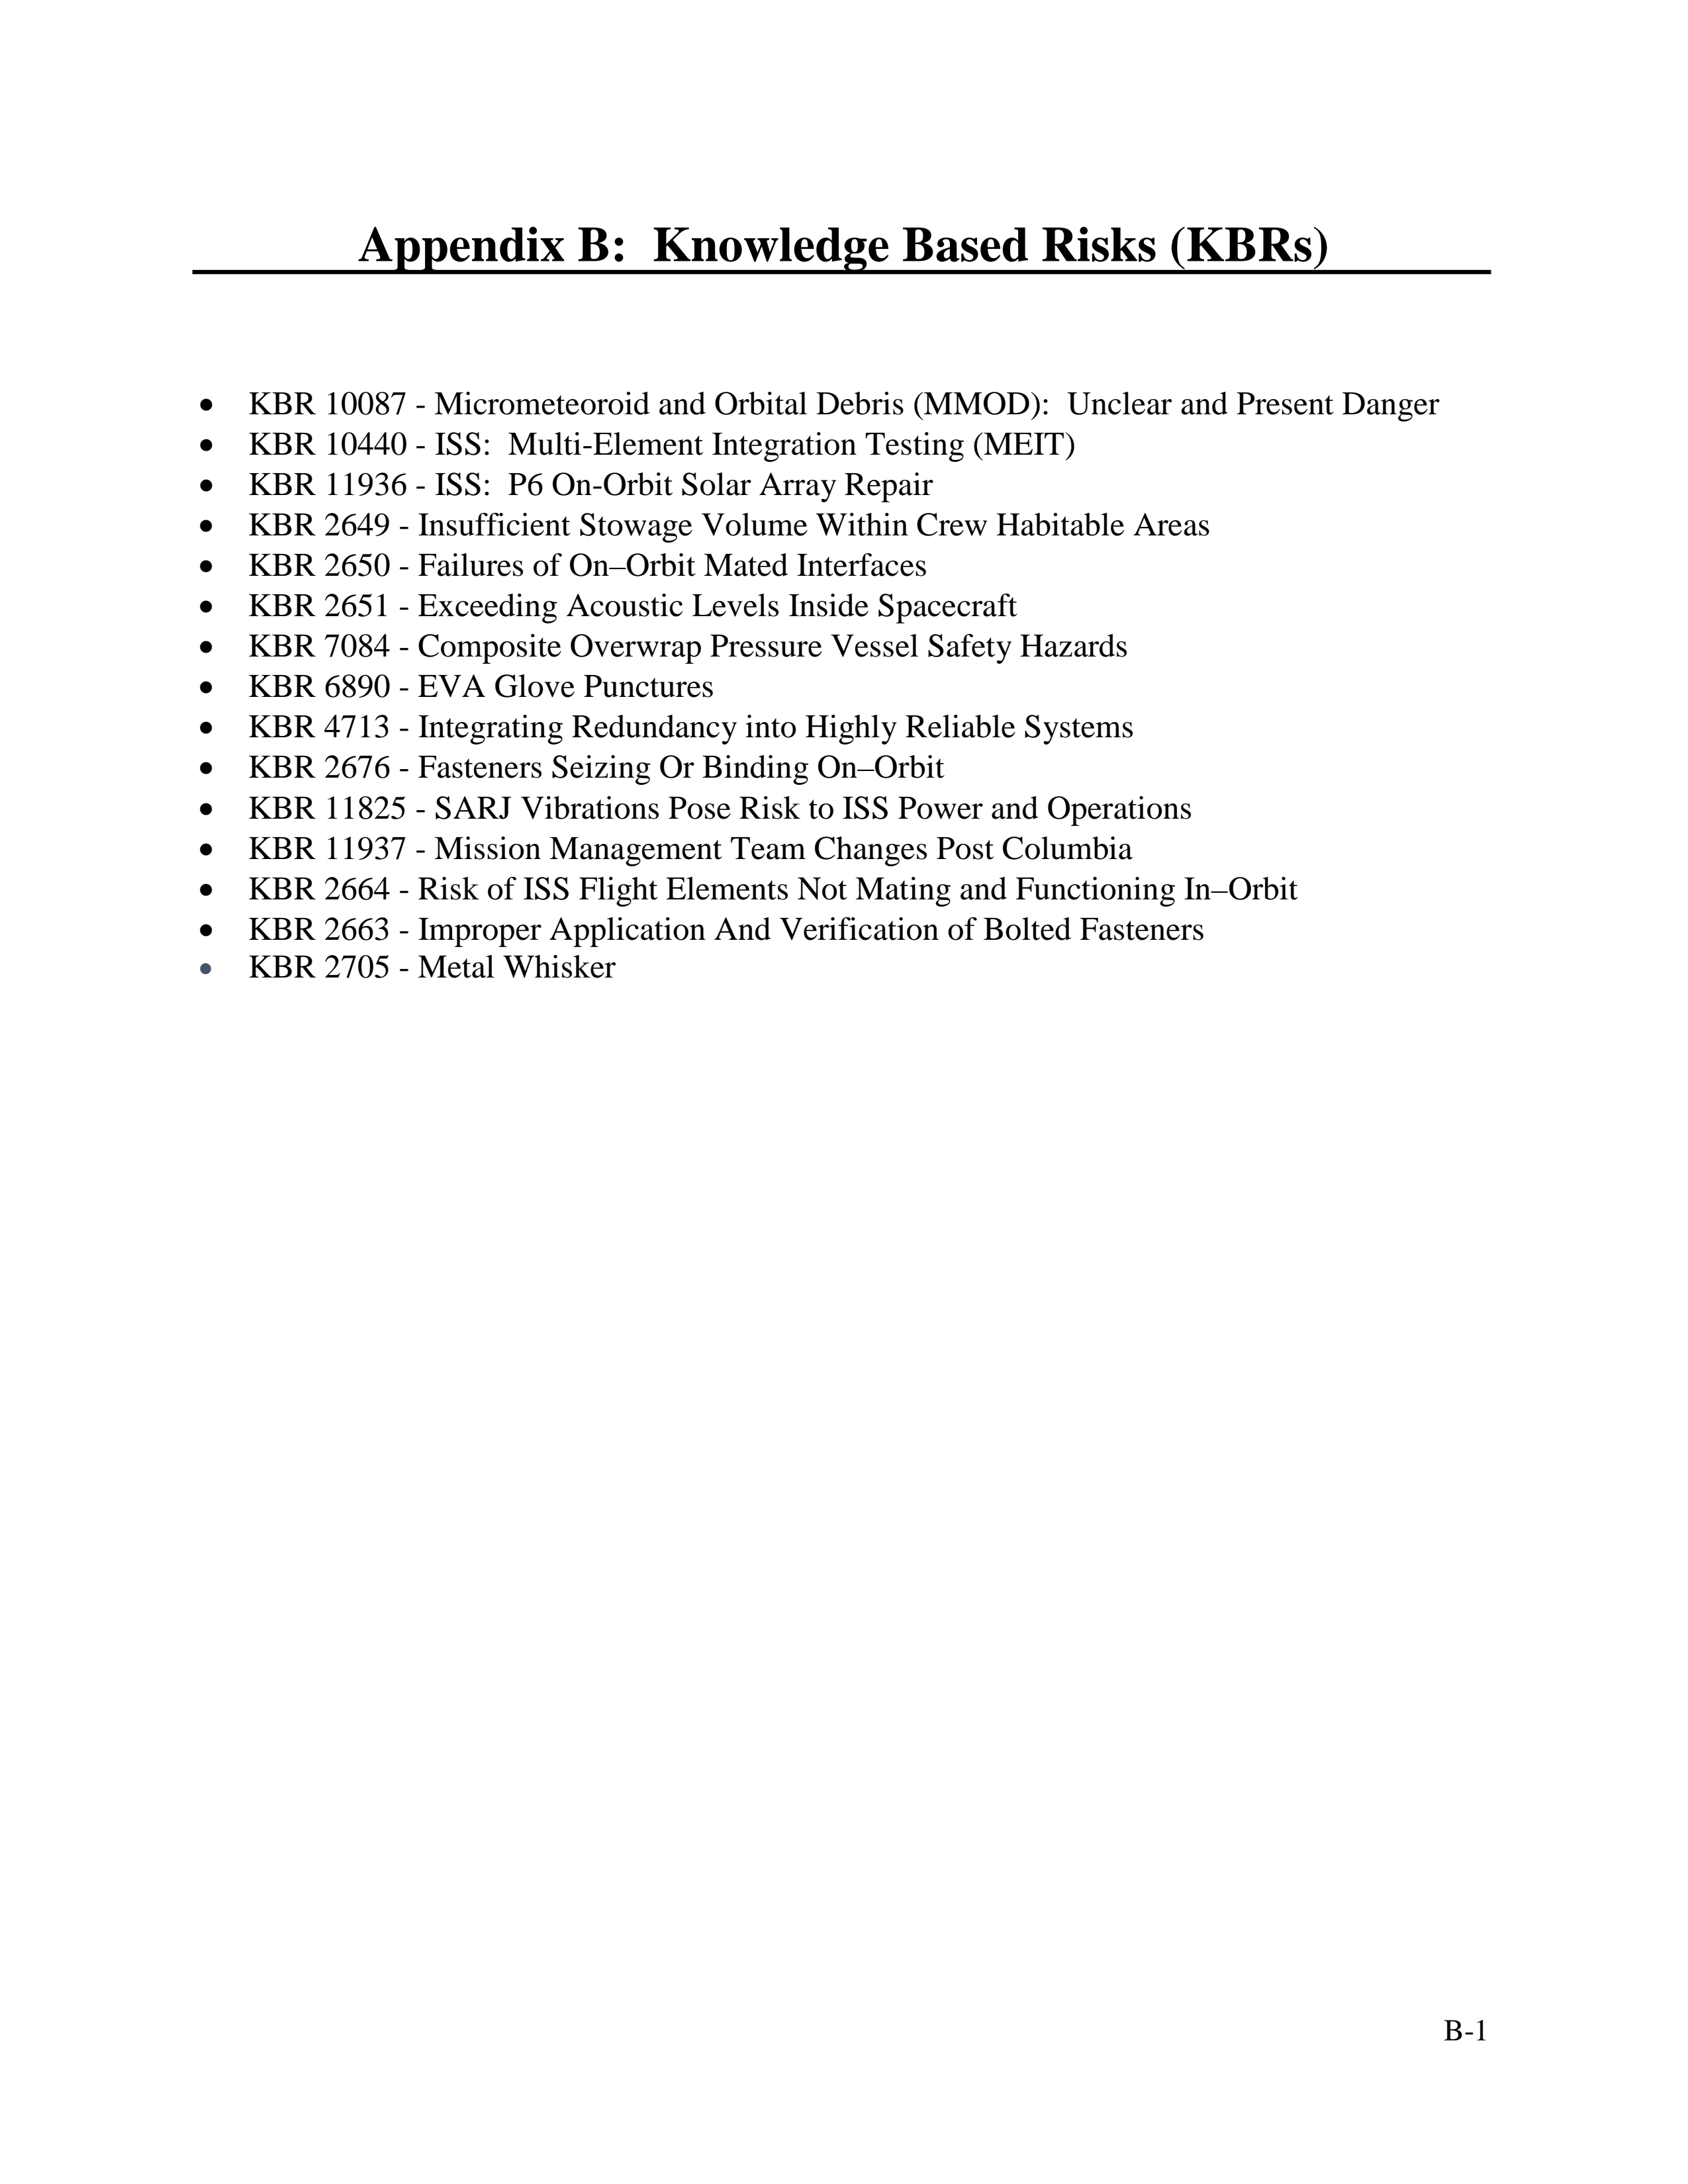 Appendix B:  Knowledge Based Risks (KBRs)
• KBR 10087 - Micrometeoroid and Orbital Debris (MMOD):  Unclear and Present Danger
• KBR 10440 - ISS:  Multi-Element Integration Testing (MEIT)
• KBR 11936 - ISS:  P6 On-Orbit Solar Array Repair
• KBR 2649 - Insufficient Stowage Volume Within Crew Habitable Areas
• KBR 2650 - Failures of On–Orbit Mated Interfaces
• KBR 2651 - Exceeding Acoustic Levels Inside Spacecraft
• KBR 7084 - Composite Overwrap Pressure Vessel Safety Hazards
• KBR 6890 - EVA Glove Punctures
• KBR 4713 - Integrating Redundancy into Highly Reliable Systems
• KBR 2676 - Fasteners Seizing Or Binding On–Orbit
• KBR 11825 - SARJ Vibrations Pose Risk to ISS Power and Operations
• KBR 11937 - Mission Management Team Changes Post Columbia
• KBR 2664 - Risk of ISS Flight Elements Not Mating and Functioning In–Orbit
• KBR 2663 - Improper Application And Verification of Bolted Fasteners
• KBR 2705 - Metal Whisker
B-1